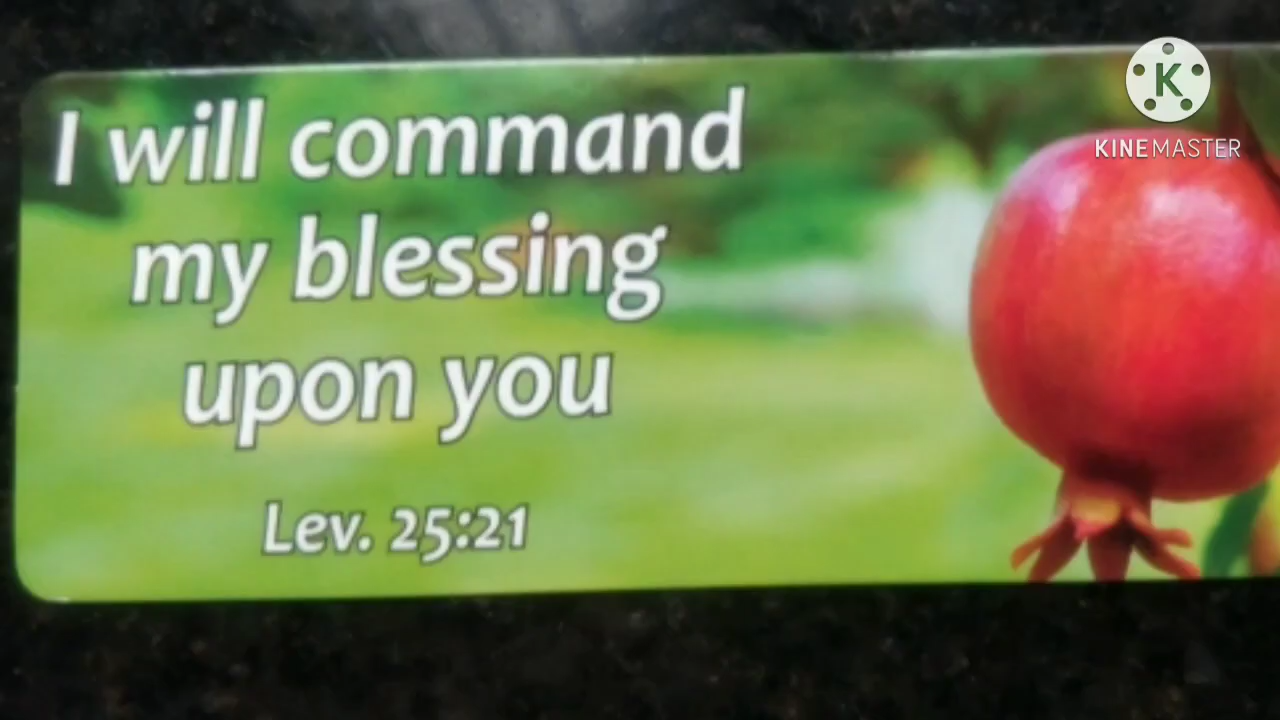 I will command
my blessing
upon you
Lev. 25:21
K
KINEMASTER